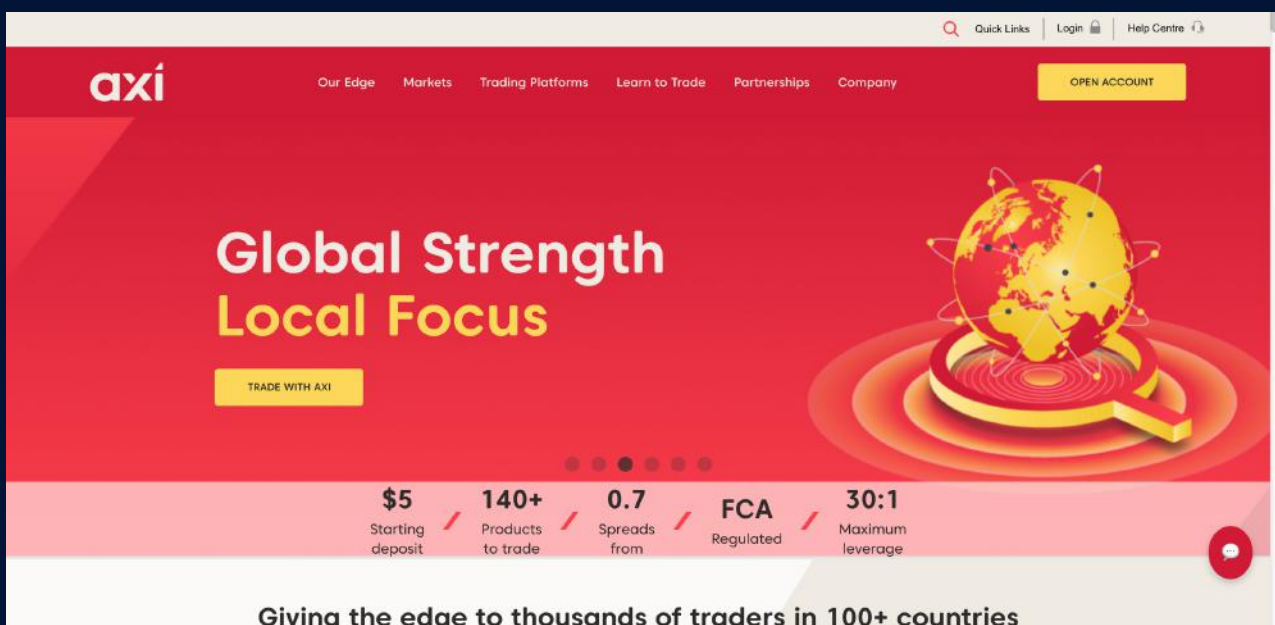 Quick Links
Login
Help Centre
axi
Our Edge
Markets
Trading Platforms
Learn to Trade
Partnerships
Company
OPEN ACCOUNT
Global Strength
Local Focus
TRADE WITH AXI
$5
Starting
deposit
140+
Products
to trade
0.7
Spreads
from
FCA
Regulated
30:1
Maximum
leverage
Giving the edge to thousands of traders in 100+ countries